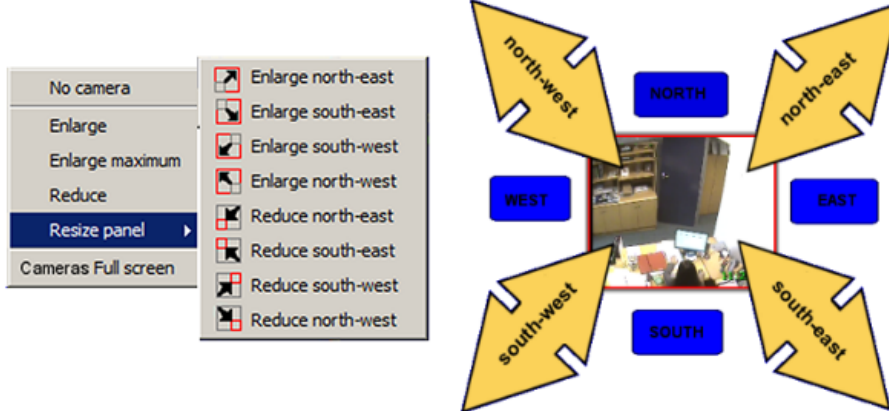 No camera
Enlarge
Enlarge maximum
Reduce
Resize panel
Cameras Full screen
Enlarge north-east
Enlarge south-east
Enlarge south-west
Enlarge north-west
Reduce north-east
Reduce south-east
Reduce south-west
Reduce north-west
north-west
NORTH
north-east
WEST
EAST
south-west
SOUTH
south-east